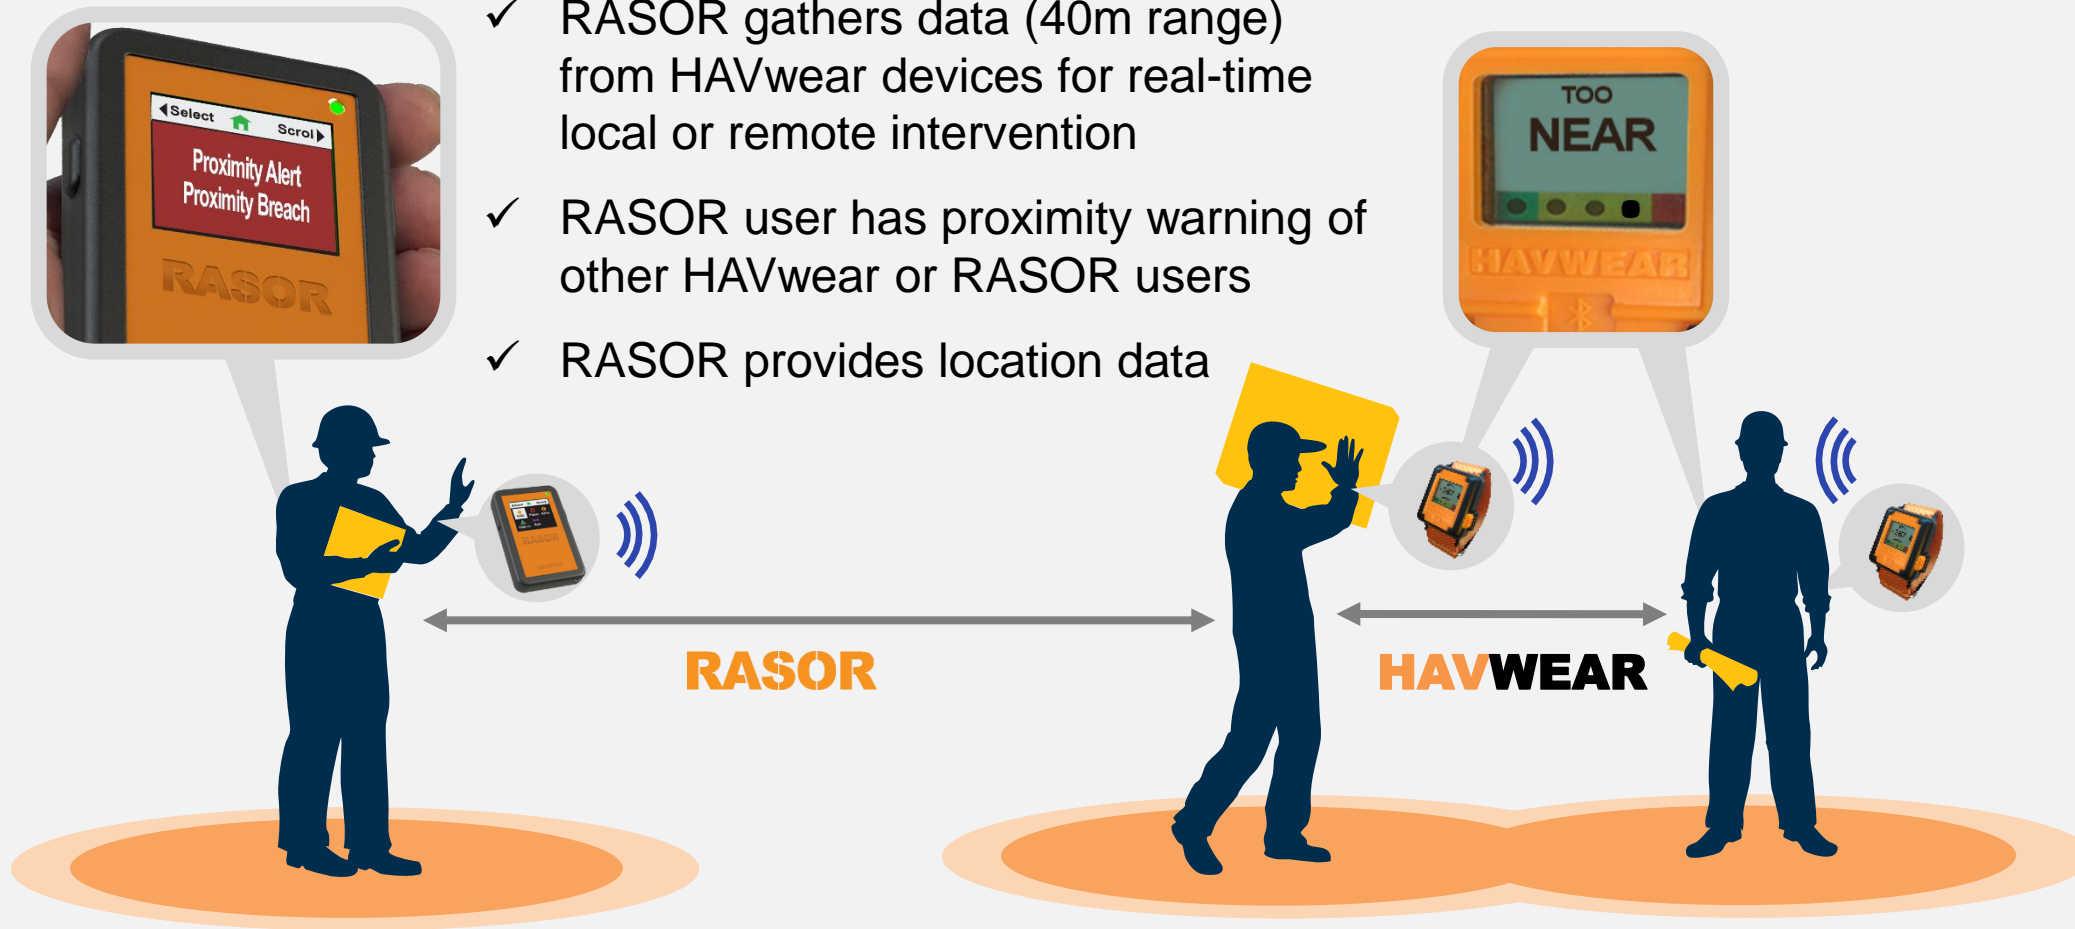 ✓ RASOR gathers data (40m range)
from HAVwear devices for real-time
local or remote intervention
✓ RASOR user has proximity warning of
other HAVwear or RASOR users
✓ RASOR provides location data
Select
Scrol
Proximity Alert
Proximity Breach
RASOR
TOO
NEAR
HAVWEAR
RASOR
RASOR
HAVWEAR